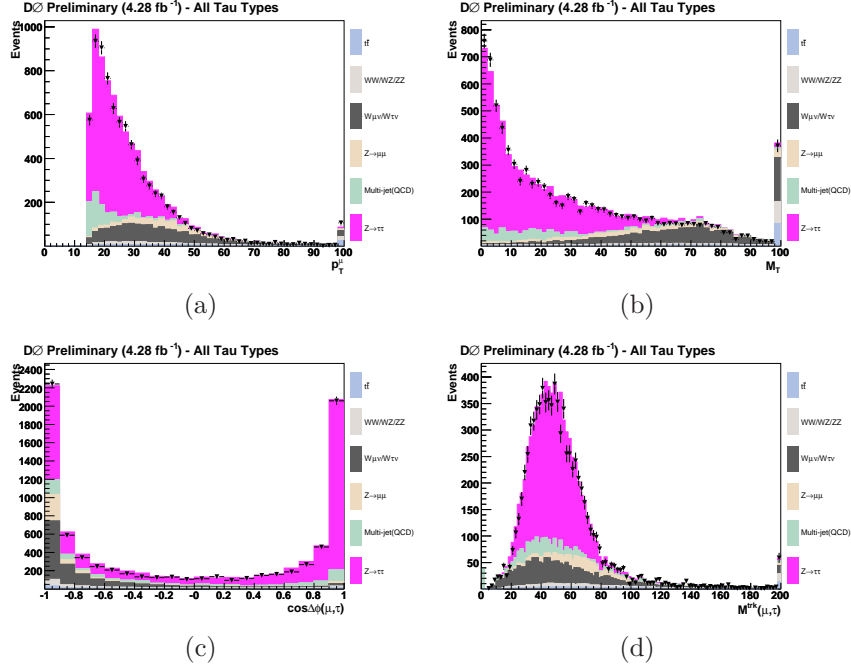 DØ Preliminary (4.28 fb⁻¹) - All Tau Types
Events
1000
800
600
400
200
0 10 20 30 40 50 60 70 80 90 100
p_T^μ
tt̄
WW/WZ/ZZ
Wμν/Wτν
Z→μμ
Multi-jet(QCD)
Z→ττ
(a)
DØ Preliminary (4.28 fb⁻¹) - All Tau Types
Events
800
700
600
500
400
300
200
100
0 10 20 30 40 50 60 70 80 90 100
M_T
tt̄
WW/WZ/ZZ
Wμν/Wτν
Z→μμ
Multi-jet(QCD)
Z→ττ
(b)
DØ Preliminary (4.28 fb⁻¹) - All Tau Types
Events
2400
2200
2000
1800
1600
1400
1200
1000
800
600
400
200
-1 -0.8 -0.6 -0.4 -0.2 0 0.2 0.4 0.6 0.8 1
cosΔϕ(μ,τ)
tt̄
WW/WZ/ZZ
Wμν/Wτν
Z→μμ
Multi-jet(QCD)
Z→ττ
(c)
DØ Preliminary (4.28 fb⁻¹) - All Tau Types
Events
400
350
300
250
200
150
100
50
0 20 40 60 80 100 120 140 160 180 200
M^trk(μ,τ)
tt̄
WW/WZ/ZZ
Wμν/Wτν
Z→μμ
Multi-jet(QCD)
Z→ττ
(d)